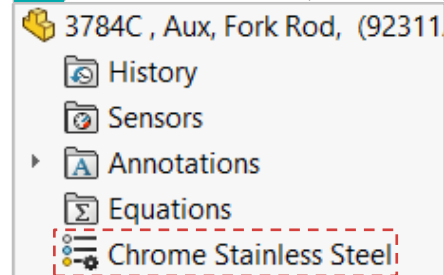 3784C , Aux, Fork Rod, (92311
History
Sensors
A Annotations
Σ Equations
Chrome Stainless Steel